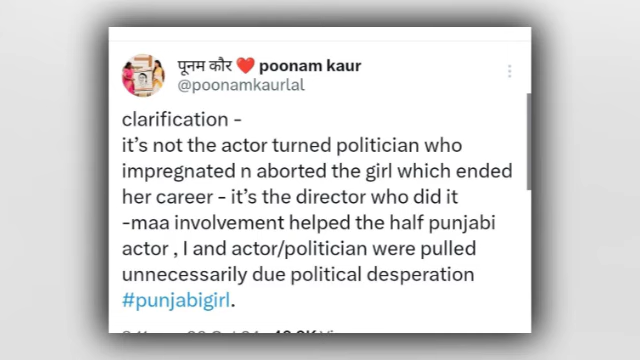 पूनम कौर ❤️ poonam kaur
@poonamkaurlal
clarification -
it's not the actor turned politician who
impregnated n aborted the girl which ended
her career - it's the director who did it
-maa involvement helped the half punjabi
actor , I and actor/politician were pulled
unnecessarily due political desperation
#punjabigirl.